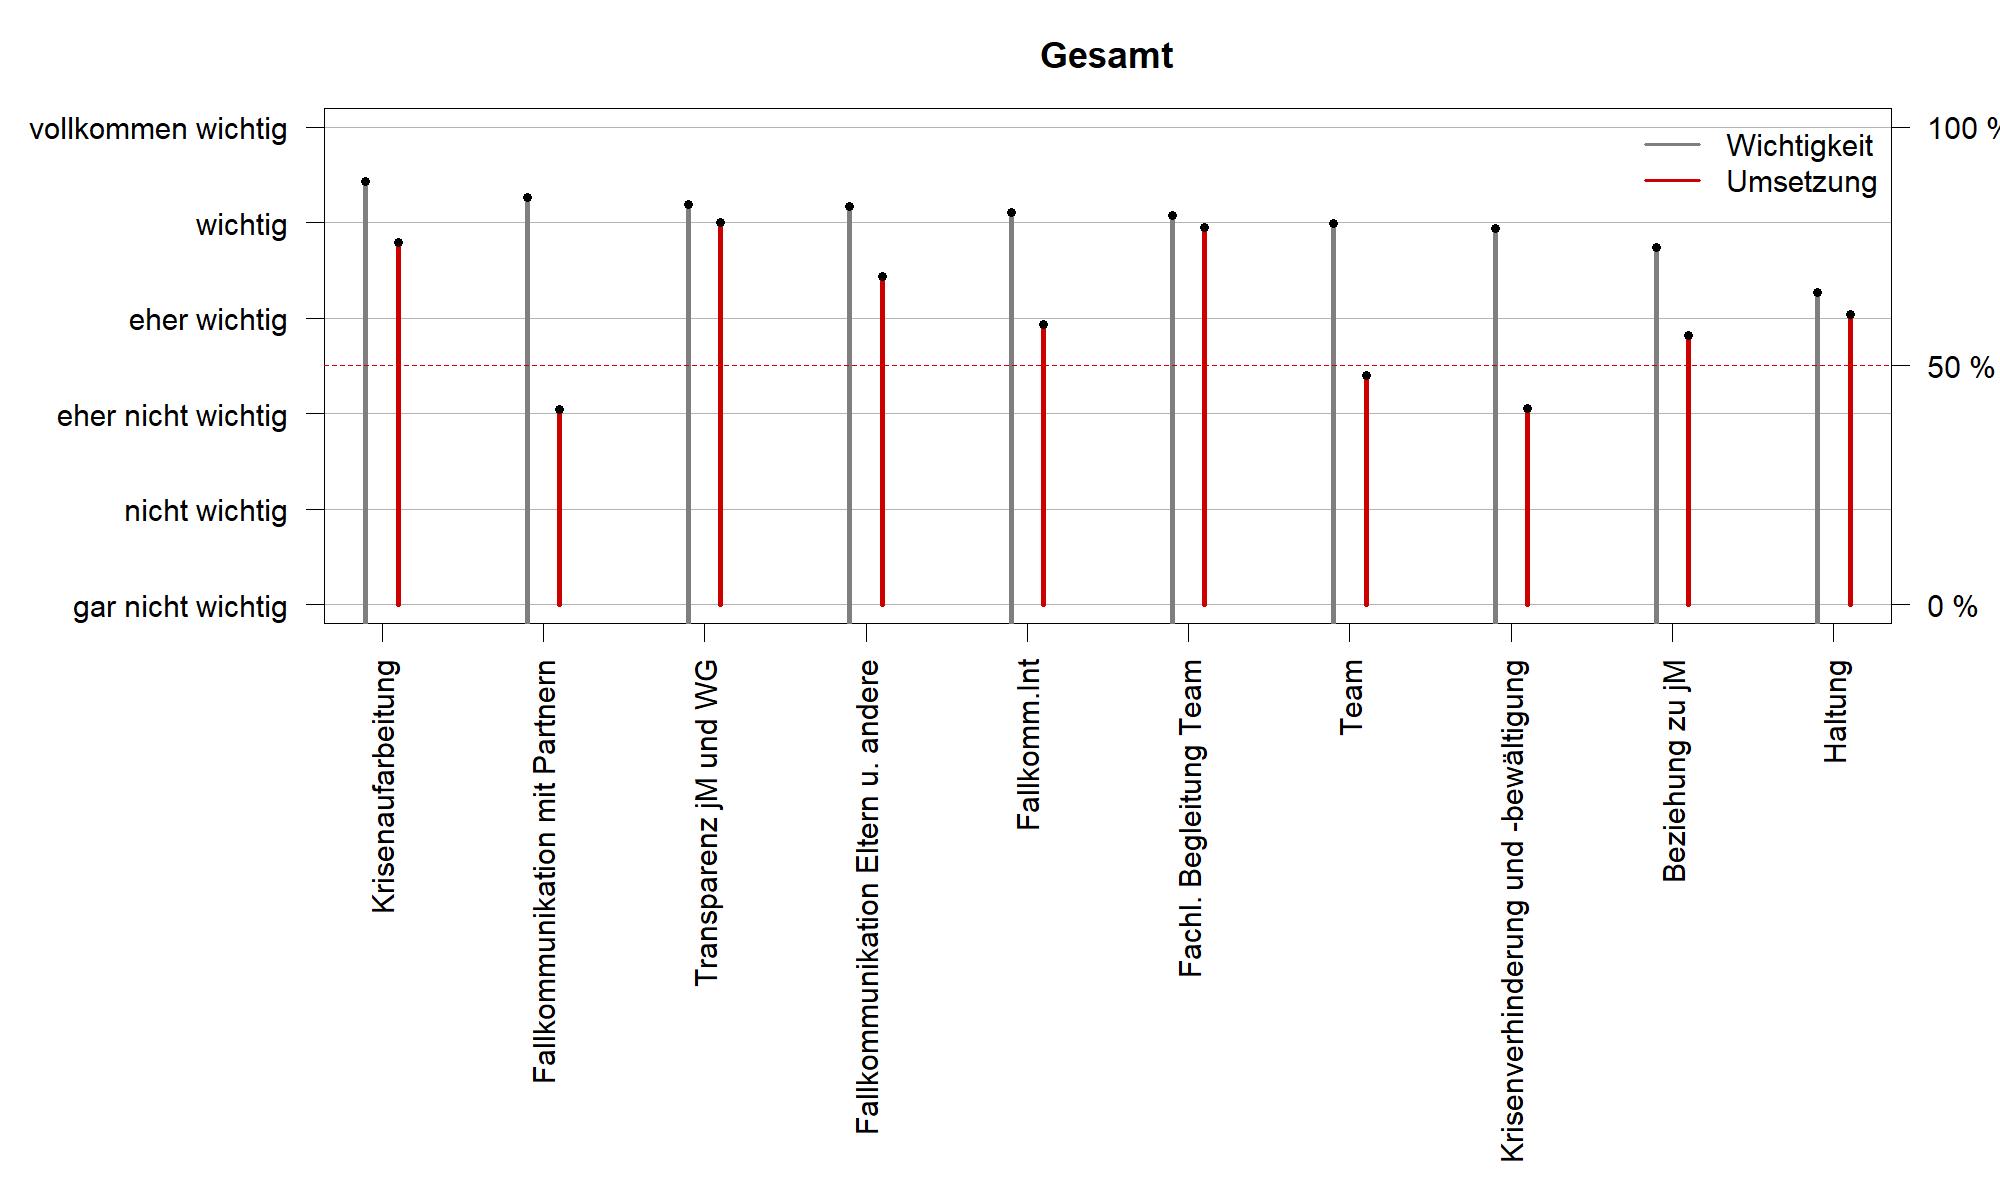 Gesamt
vollkommen wichtig
wichtig
eher wichtig
eher nicht wichtig
nicht wichtig
gar nicht wichtig
100 %
50 %
0 %
Wichtigkeit
Umsetzung
Krisenaufarbeitung
Fallkommunikation mit Partnern
Transparenz jM und WG
Fallkommunikation Eltern u. andere
Fallkomm.Int
Fachl. Begleitung Team
Team
Krisenverhinderung und -bewältigung
Beziehung zu jM
Haltung